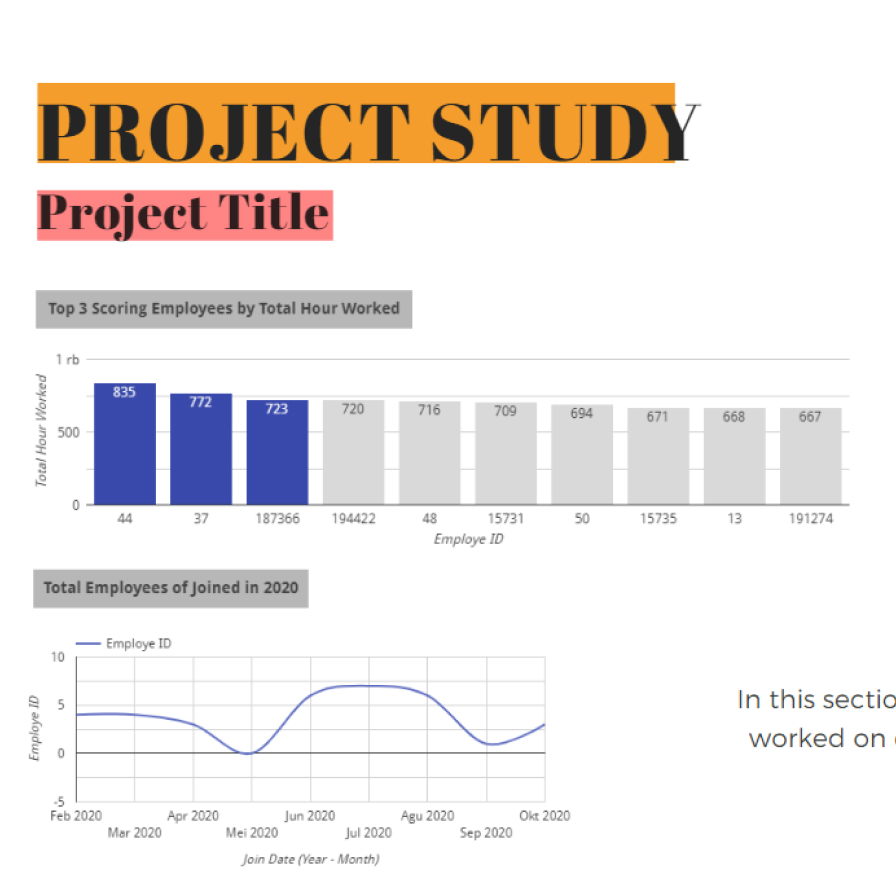 PROJECT STUDY
Project Title
Top 3 Scoring Employees by Total Hour Worked
Total Hour Worked
1 rb
500
0
835
772
723
720
716
709
694
671
668
667
44 37 187366 194422 48 15731 50 15735 13 191274
Employe ID
Total Employees of Joined in 2020
Employe ID
Employe ID
10
5
0
-5
Feb 2020 Apr 2020 Jun 2020 Agu 2020 Okt 2020
Mar 2020 Mei 2020 Jul 2020 Sep 2020
Join Date (Year - Month)
In this sectio
worked on